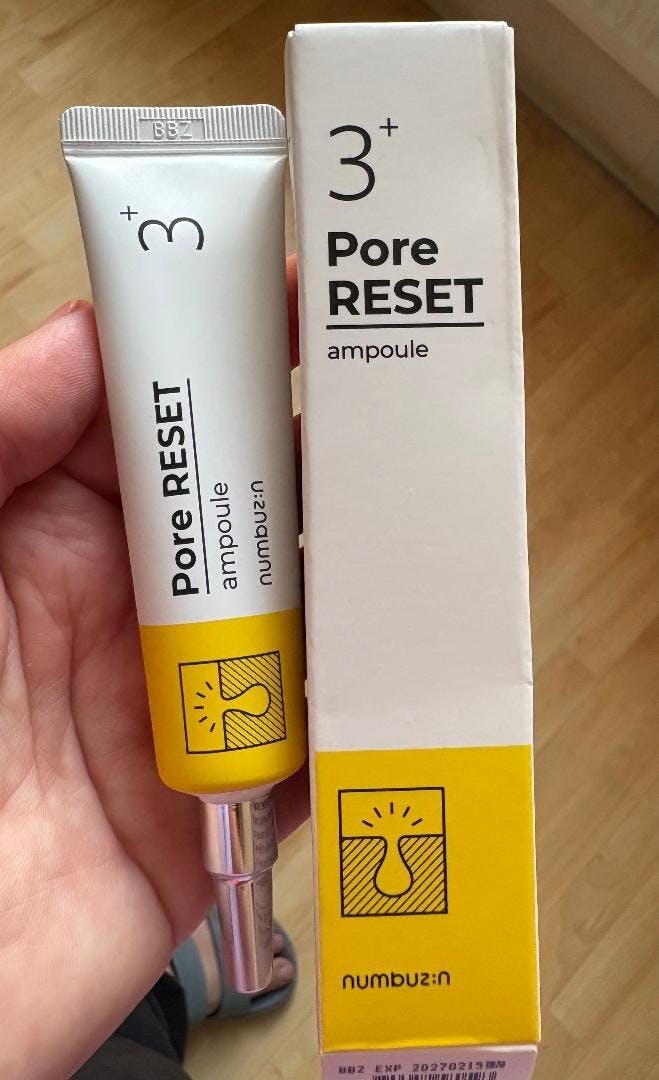 BBZ
3+
Pore RESET
ampoule
numbuz:n
3+
Pore
RESET
ampoule
numbuz:n
BBZ EXP 20270215